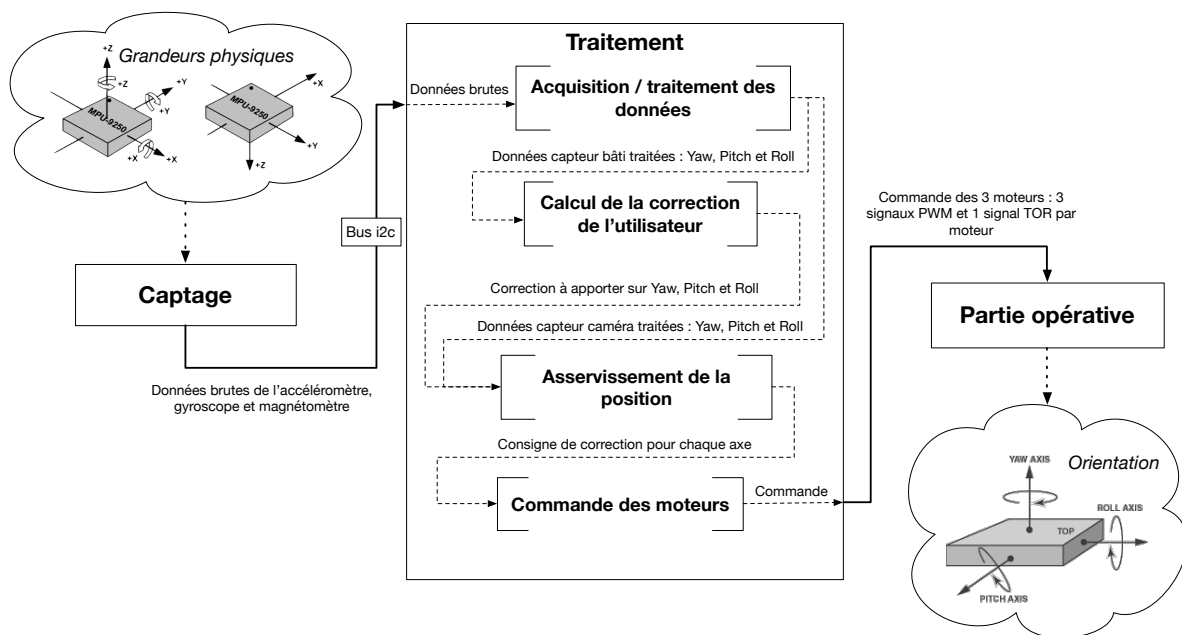 Grandeurs physiques
+Z
+Z
+Y
+Y
MPU-9250
+X
+X
+X
MPU-9250
+Y
+Z
Captage
Données brutes de l'accéléromètre,
gyroscope et magnétomètre
Bus i2c
Traitement
Données brutes
Acquisition / traitement des
données
Données capteur bâti traitées : Yaw, Pitch et Roll
Calcul de la correction
de l'utilisateur
Correction à apporter sur Yaw, Pitch et Roll
Données capteur caméra traitées : Yaw, Pitch et Roll
Asservissement de la
position
Consigne de correction pour chaque axe
Commande des moteurs
Commande
Commande des 3 moteurs : 3
signaux PWM et 1 signal TOR par
moteur
Partie opérative
Orientation
YAW AXIS
ROLL AXIS
TOP
PITCH AXIS